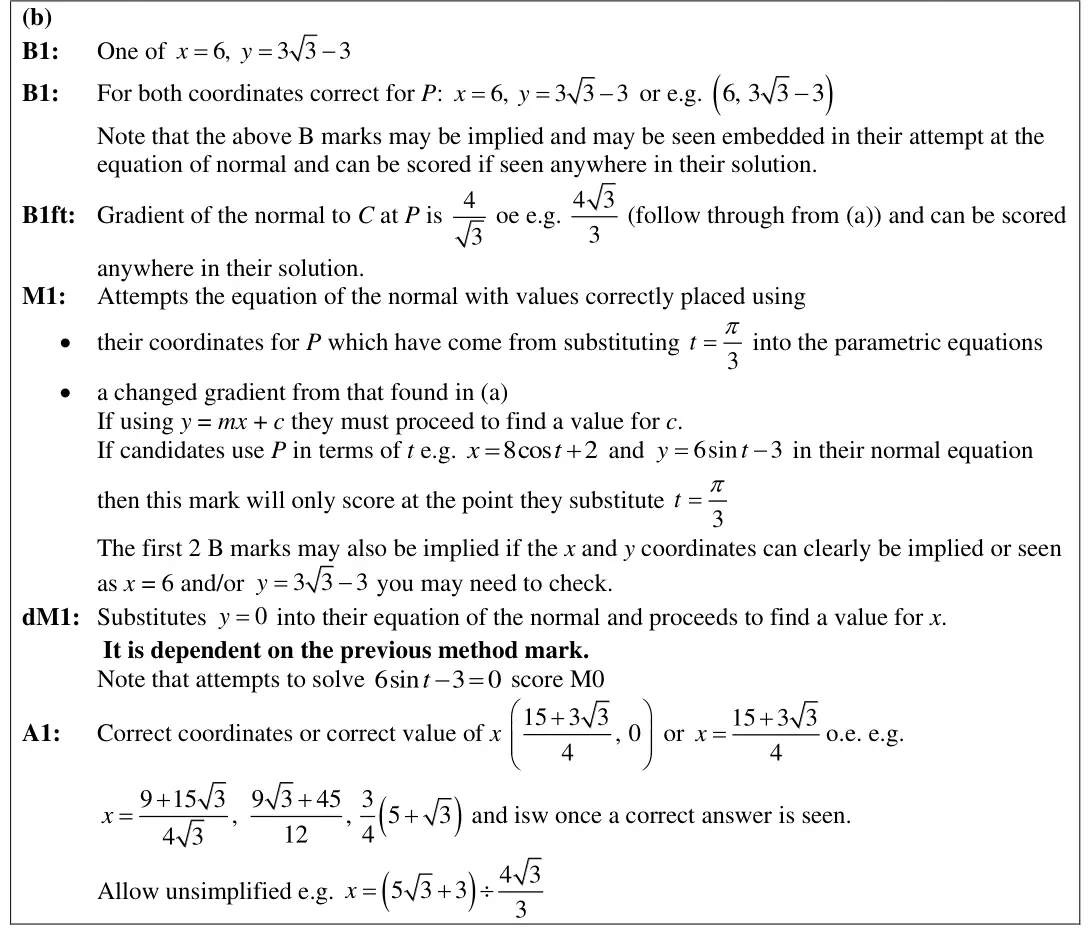 (b)
B1: One of x = 6, y = 3√3 − 3
B1: For both coordinates correct for P: x = 6, y = 3√3 − 3 or e.g. (6, 3√3 − 3)
Note that the above B marks may be implied and may be seen embedded in their attempt at the
equation of normal and can be scored if seen anywhere in their solution.
B1ft: Gradient of the normal to C at P is 4/√3 oe e.g. 4√3/3 (follow through from (a)) and can be scored
anywhere in their solution.
M1: Attempts the equation of the normal with values correctly placed using
• their coordinates for P which have come from substituting t = π/3 into the parametric equations
• a changed gradient from that found in (a)
If using y = mx + c they must proceed to find a value for c.
If candidates use P in terms of t e.g. x = 8cos t + 2 and y = 6sin t − 3 in their normal equation
then this mark will only score at the point they substitute t = π/3
The first 2 B marks may also be implied if the x and y coordinates can clearly be implied or seen
as x = 6 and/or y = 3√3 − 3 you may need to check.
dM1: Substitutes y = 0 into their equation of the normal and proceeds to find a value for x.
It is dependent on the previous method mark.
Note that attempts to solve 6sin t − 3 = 0 score M0
A1: Correct coordinates or correct value of x ((15 + 3√3)/4, 0) or x = (15 + 3√3)/4 o.e. e.g.
x = (9 + 15√3)/(4√3), (9√3 + 45)/12, 3/4(5 + √3) and isw once a correct answer is seen.
Allow unsimplified e.g. x = (5√3 + 3) ÷ 4√3/3